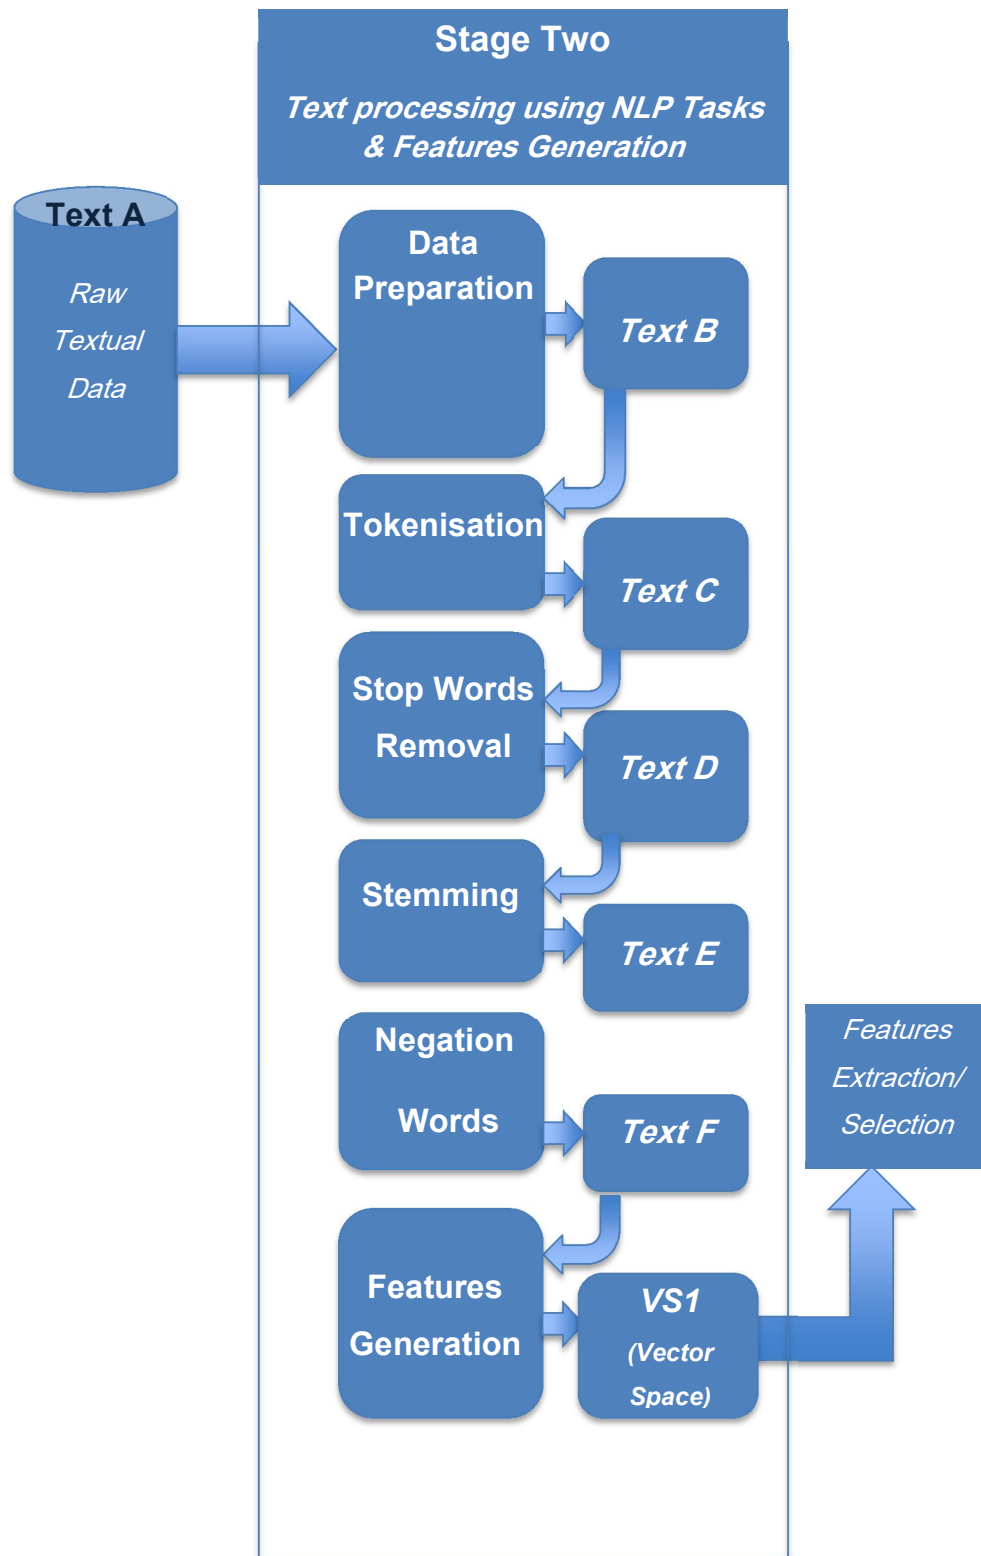 Stage Two
Text processing using NLP Tasks
& Features Generation
Text A
Raw
Textual
Data
Data
Preparation
Text B
Tokenisation
Text C
Stop Words
Removal
Text D
Stemming
Text E
Negation
Words
Text F
Features
Extraction/
Selection
Features
Generation
VS1
(Vector
Space)